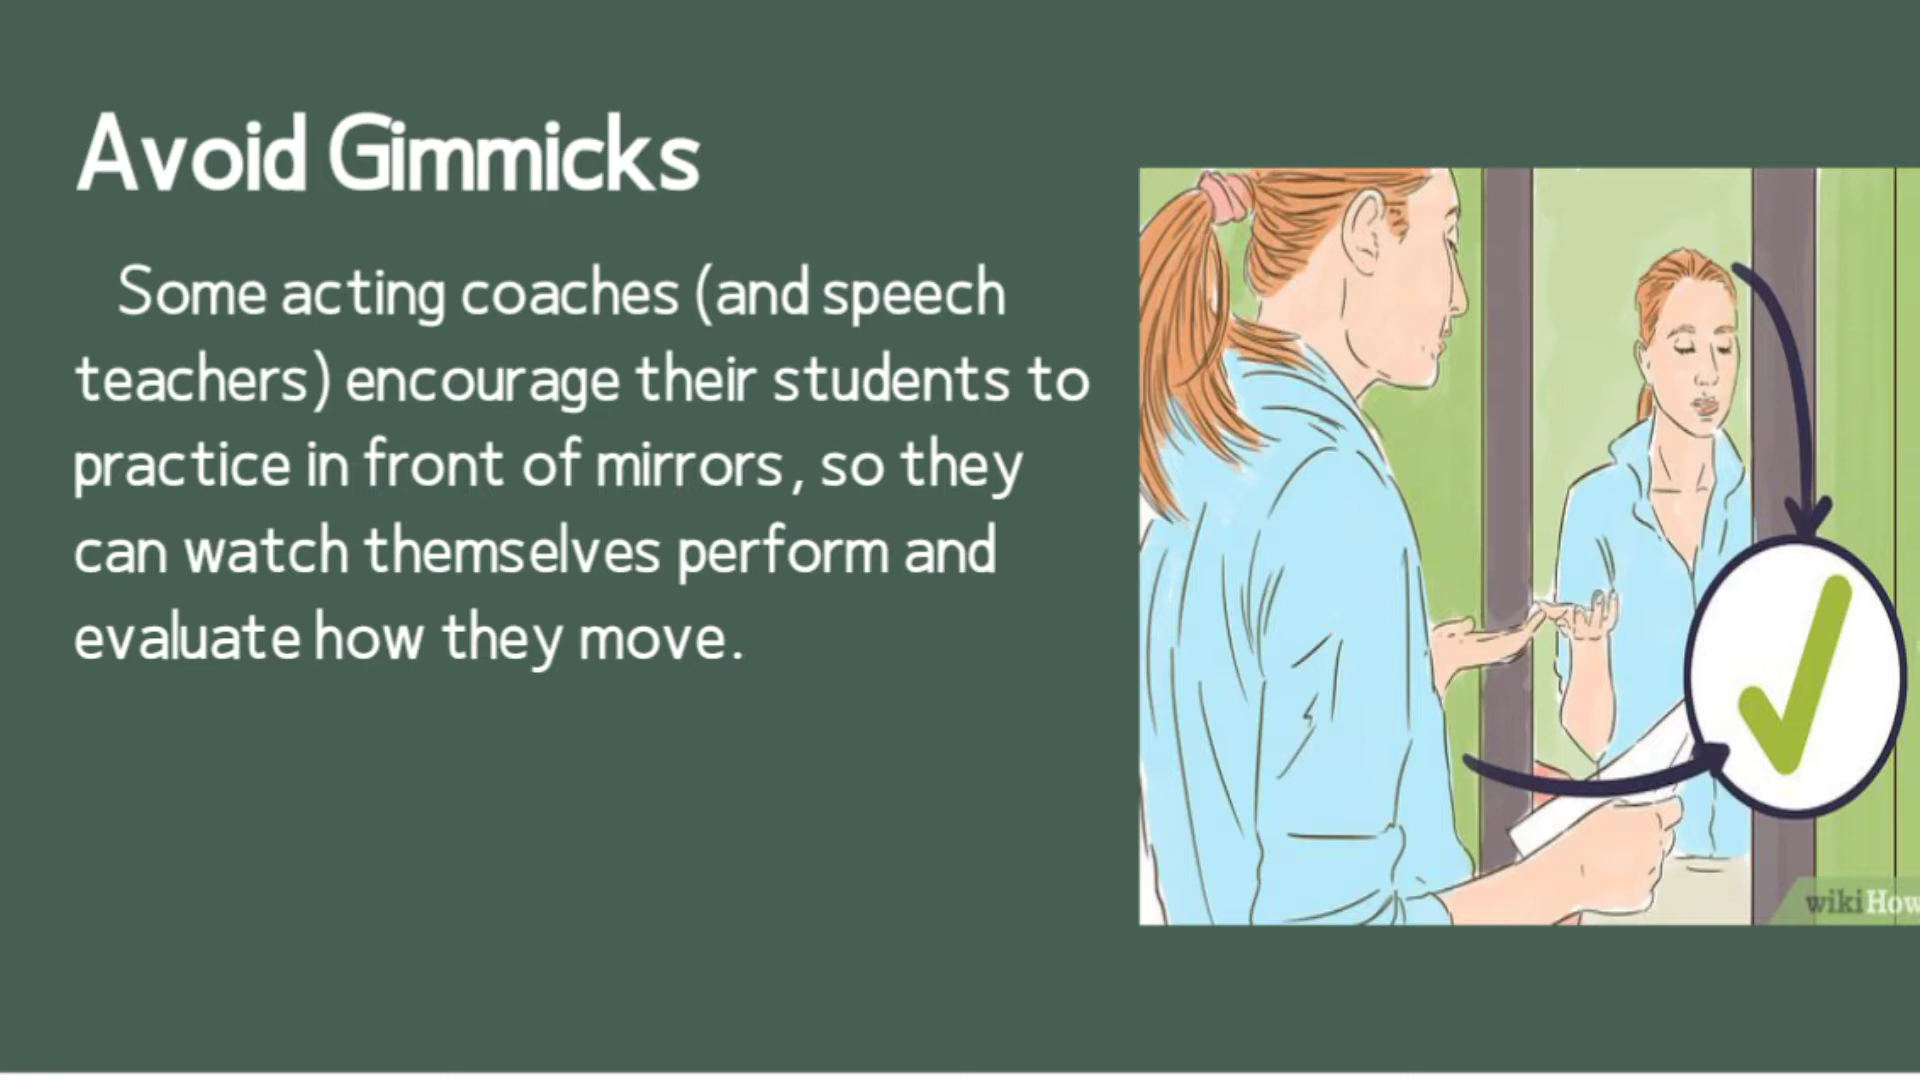 Avoid Gimmicks
Some acting coaches (and speech
teachers) encourage their students to
practice in front of mirrors, so they
can watch themselves perform and
evaluate how they move.
wikiHow